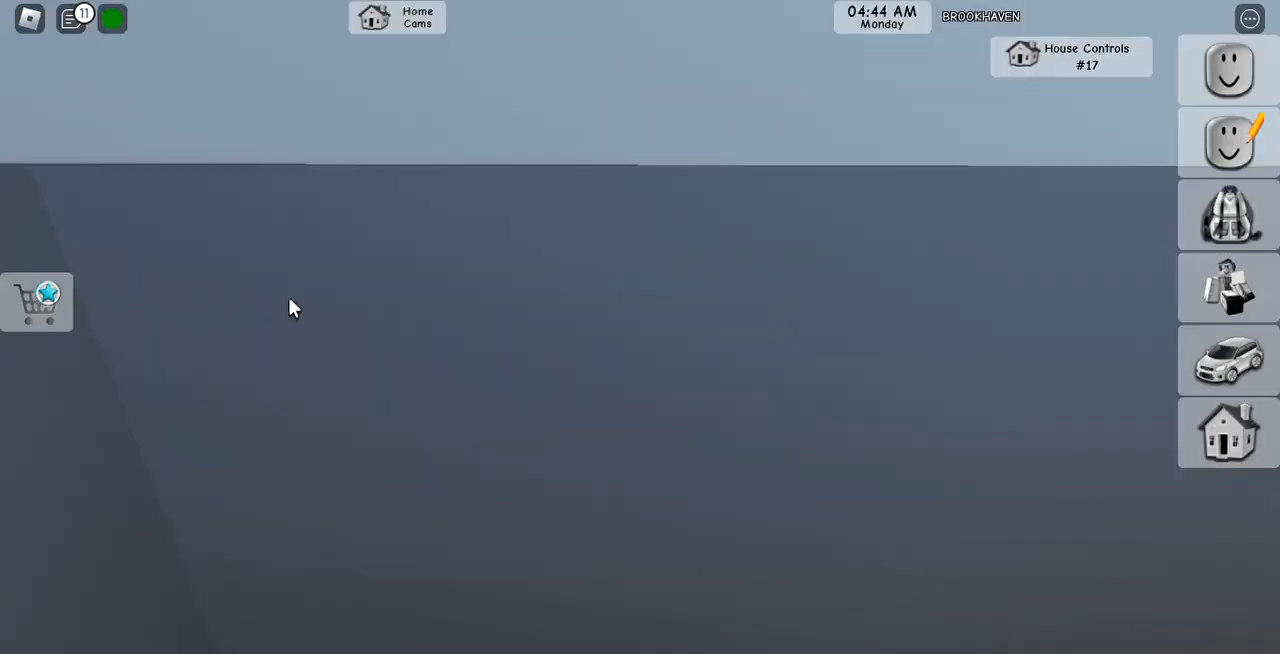 11
Home
Cams
04:44 AM
Monday
BROOKHAVEN
House Controls
#17